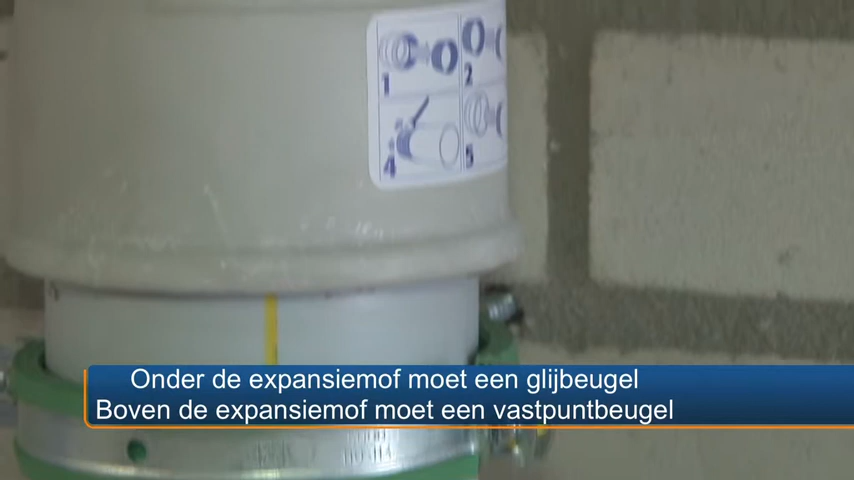 1
2
4
5
Onder de expansiemof moet een glijbeugel
Boven de expansiemof moet een vastpuntbeugel